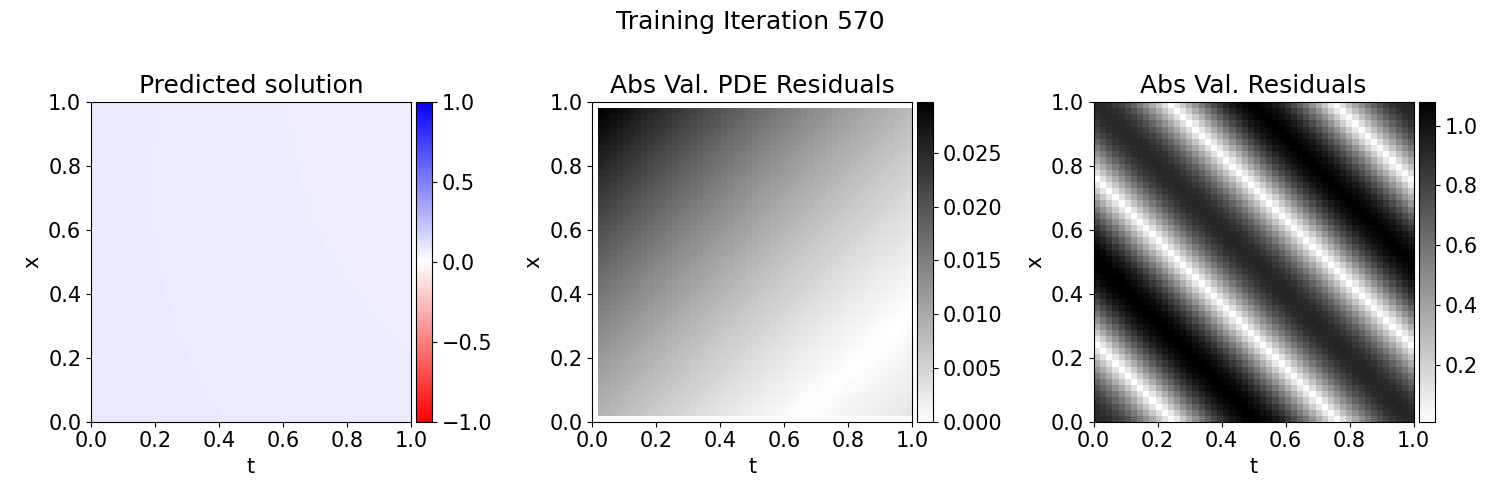 Training Iteration 570
Predicted solution
1.0
0.8
0.6
0.4
0.2
0.0
x
0.0 0.2 0.4 0.6 0.8 1.0
t
1.0
0.5
0.0
−0.5
−1.0
Abs Val. PDE Residuals
1.0
0.8
0.6
0.4
0.2
0.0
x
0.0 0.2 0.4 0.6 0.8 1.0
t
0.025
0.020
0.015
0.010
0.005
0.000
Abs Val. Residuals
1.0
0.8
0.6
0.4
0.2
0.0
x
0.0 0.2 0.4 0.6 0.8 1.0
t
1.0
0.8
0.6
0.4
0.2